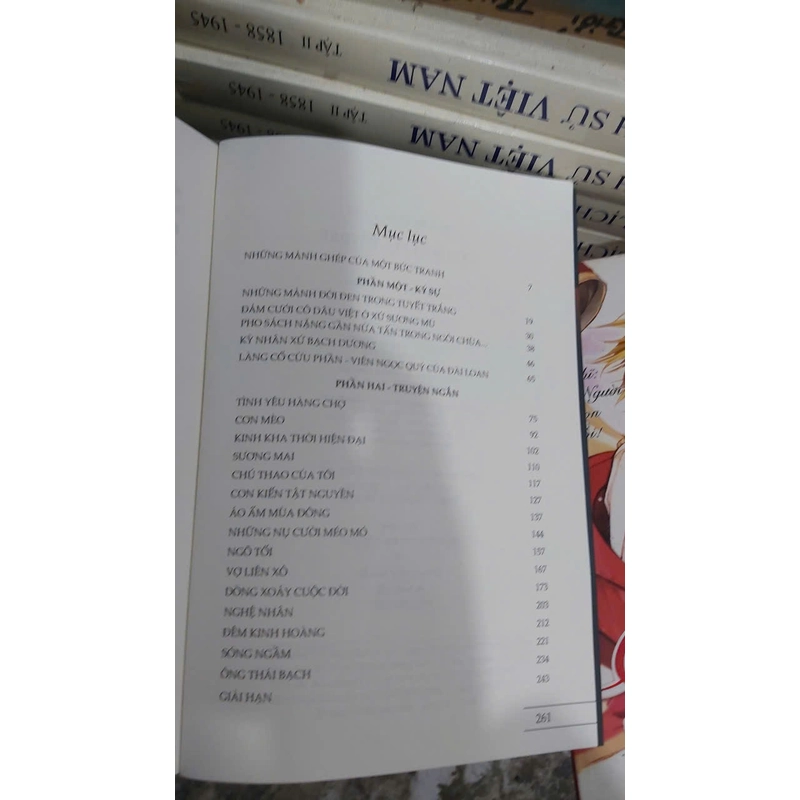 TẬP II 1858 - 1945
H SỬ VIỆT NAM
TẬP II 1858 - 1945
H SỬ VIỆT NAM
Mục lục
NHỮNG MẢNH GHÉP CỦA MỘT BỨC TRANH 7
PHẦN MỘT - KÝ SỰ
NHỮNG MẢNH ĐỜI ĐEN TRONG TUYẾT TRẮNG 19
ĐÁM CƯỚI CÔ DÂU VIỆT Ở XỨ SƯƠNG MÙ 30
PHO SÁCH NẶNG GẦN NỬA TẤN TRONG NGÔI CHÙA... 38
KỲ NHÂN XỨ BẠCH DƯƠNG 46
LÀNG CỔ CỬU PHẦN - VIÊN NGỌC QUÝ CỦA ĐÀI LOAN 60
PHẦN HAI - TRUYỆN NGẮN
TÌNH YÊU HÀNG CHỢ 75
CON MÈO 92
KINH KHA THỜI HIỆN ĐẠI 102
SƯƠNG MAI 110
CHÚ THAO CỦA TÔI 117
CON KIẾN TẬT NGUYỀN 127
ÁO ẤM MÙA ĐÔNG 137
NHỮNG NỤ CƯỜI MÉO MÓ 144
NGÕ TỐI 157
VỢ LIÊN XÔ 167
DÒNG XOÁY CUỘC ĐỜI 173
NGHỆ NHÂN 203
ĐÊM KINH HOÀNG 212
SÓNG NGẦM 221
ÔNG THÁI BẠCH 234
GIẢI HẠN 243
261
Người